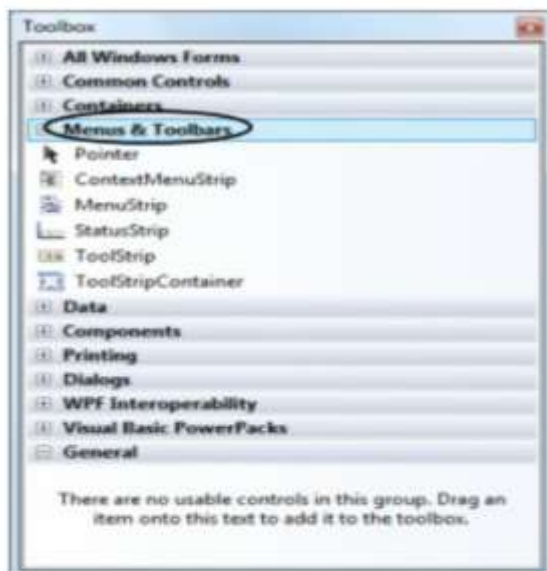 Toolbox
All Windows Forms
Common Controls
Containers
Menus & Toolbars
Pointer
ContextMenuStrip
MenuStrip
StatusStrip
ToolStrip
ToolStripContainer
Data
Components
Printing
Dialogs
WPF Interoperability
Visual Basic PowerPacks
General
There are no usable controls in this group. Drag an
item onto this text to add it to the toolbox.